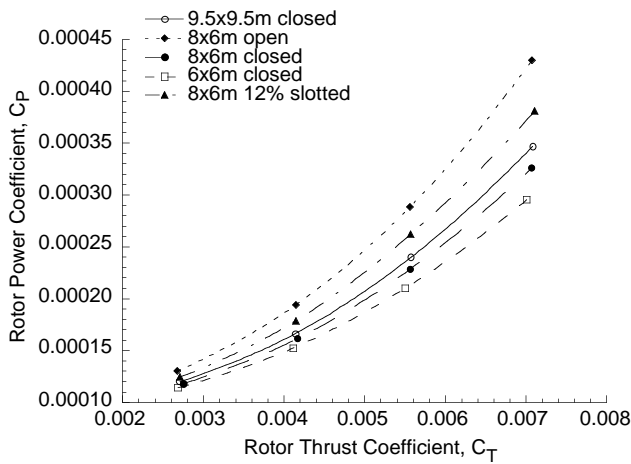 9.5x9.5m closed
8x6m open
8x6m closed
6x6m closed
8x6m 12% slotted
0.00045
0.00040
0.00035
0.00030
0.00025
0.00020
0.00015
0.00010
Rotor Power Coefficient, CP
0.002 0.003 0.004 0.005 0.006 0.007 0.008
Rotor Thrust Coefficient, CT